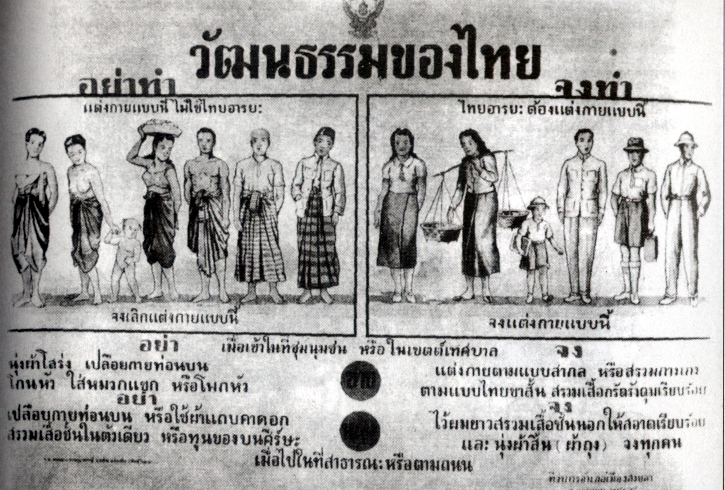 วัฒนธรรมของไทย
อย่าทำ
จงทำ
แต่งกายแบบนี้ ไม่ใช่ไทยอารยะ
ไทยอารยะ ต้องแต่งกายแบบนี้
จงเลิกแต่งกายแบบนี้
จงแต่งกายแบบนี้
อย่า
เมื่อเข้าในที่ชุมนุมชน หรือ ในเขตต์เทศบาล
จง
นุ่งผ้าโสร่ง เปลือยกายท่อนบน
โกนหัว ใส่หมวกแขก หรือโพกหัว
ชาย
แต่งกายตามแบบสากล หรือสรวมกางเกง
ตามแบบไทยขาสั้น สรวมเสื้อรัดรังดุมเรียบร้อย
อย่า
จง
เปลือบกายท่อนบน หรือใช้ผ้าแถบคาดอก
สรวมเสื้อชั้นในตัวเดียว หรือทูนของบนศีร์ษะ
ไว้ผมยาวสรวมเสื้อชั้นนอกให้สอาดเรียบร้อย
และ นุ่งผ้าสิ้น (ผ้าถุง) จงทุกคน
เมื่อไปในที่สาธารณะหรือตามถนน